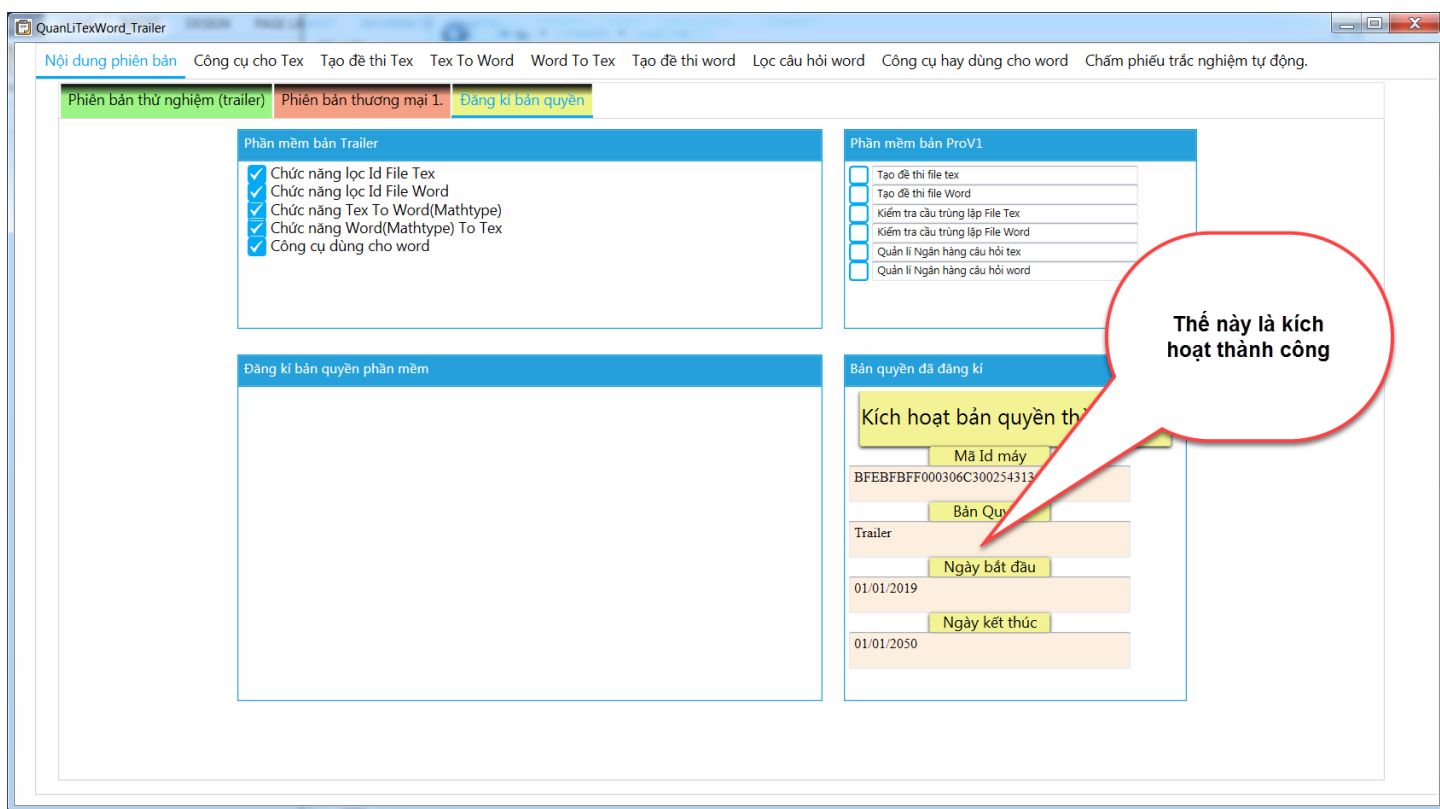 QuanLiTexWord_Trailer
DESIGN PAGE LA
Nội dung phiên bản Công cụ cho Tex Tạo đề thi Tex Tex To Word Word To Tex Tạo đề thi word Lọc câu hỏi word Công cụ hay dùng cho word Chấm phiếu trắc nghiệm tự động.
Phiên bản thử nghiệm (trailer) Phiên bản thương mại 1. Đăng kí bản quyền
Phần mềm bản Trailer
Chức năng lọc Id File Tex
Chức năng lọc Id File Word
Chức năng Tex To Word(Mathtype)
Chức năng Word(Mathtype) To Tex
Công cụ dùng cho word
Phần mềm bản ProV1
Tạo đề thi file tex
Tạo đề thi file Word
Kiểm tra cầu trùng lặp File Tex
Kiểm tra cầu trùng lặp File Word
Quản lí Ngân hàng câu hỏi tex
Quản lí Ngân hàng câu hỏi word
Thế này là kích
hoạt thành công
Đăng kí bản quyền phần mềm
Bản quyền đã đăng kí
Kích hoạt bản quyền
Mã Id máy
BFEBFBFF000306C300254313
Bản
Trailer
Ngày bắt đầu
01/01/2019
Ngày kết thúc
01/01/2050